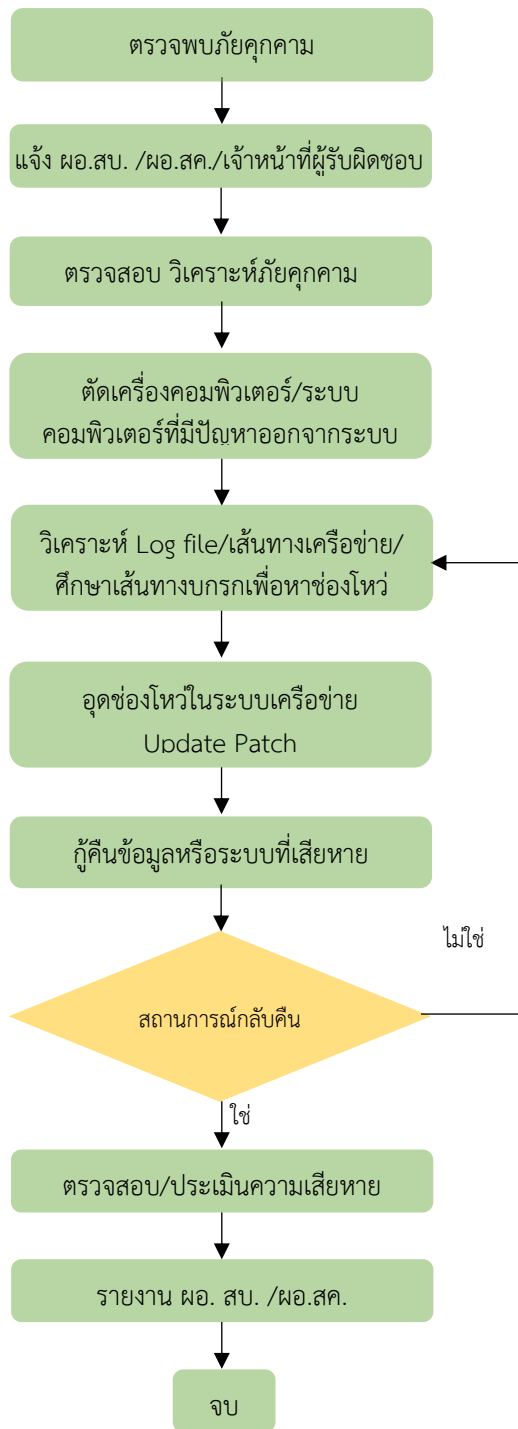 ตรวจพบภัยคุกคาม
แจ้ง ผอ.สบ. /ผอ.สค./เจ้าหน้าที่ผู้รับผิดชอบ
ตรวจสอบ วิเคราะห์ภัยคุกคาม
ตัดเครื่องคอมพิวเตอร์/ระบบ
คอมพิวเตอร์ที่มีปัญหาออกจากระบบ
วิเคราะห์ Log file/เส้นทางเครือข่าย/
ศึกษาเส้นทางบกรกเพื่อหาช่องโหว่
อุดช่องโหว่ในระบบเครือข่าย
Update Patch
กู้คืนข้อมูลหรือระบบที่เสียหาย
ไม่ใช่
สถานการณ์กลับคืน
ใช่
ตรวจสอบ/ประเมินความเสียหาย
รายงาน ผอ. สบ. /ผอ.สค.
จบ